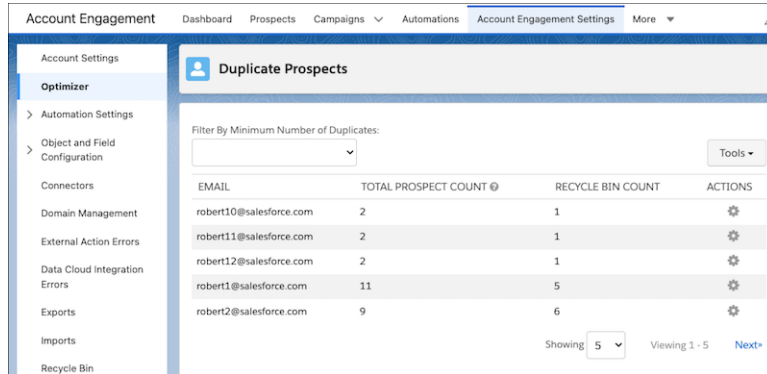 Account Engagement
Dashboard Prospects Campaigns Automations Account Engagement Settings More
Account Settings
Optimizer
Automation Settings
Object and Field
Configuration
Connectors
Domain Management
External Action Errors
Data Cloud Integration
Errors
Exports
Imports
Recycle Bin
Duplicate Prospects
Filter By Minimum Number of Duplicates:
Tools
EMAIL TOTAL PROSPECT COUNT RECYCLE BIN COUNT ACTIONS
robert10@salesforce.com 2 1
robert11@salesforce.com 2 1
robert12@salesforce.com 2 1
robert1@salesforce.com 11 5
robert2@salesforce.com 9 6
Showing 5 Viewing 1 - 5 Next»